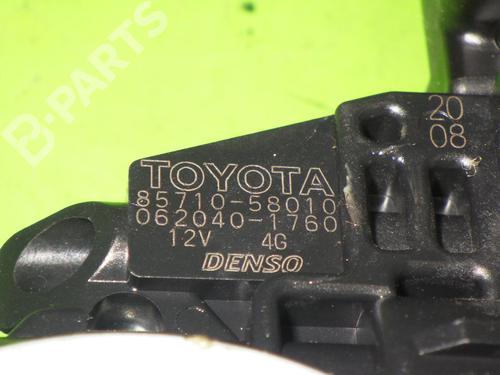 B-PARTS
20
08
TOYOTA
85710-58010
062040-1760
12V 4G
DENSO